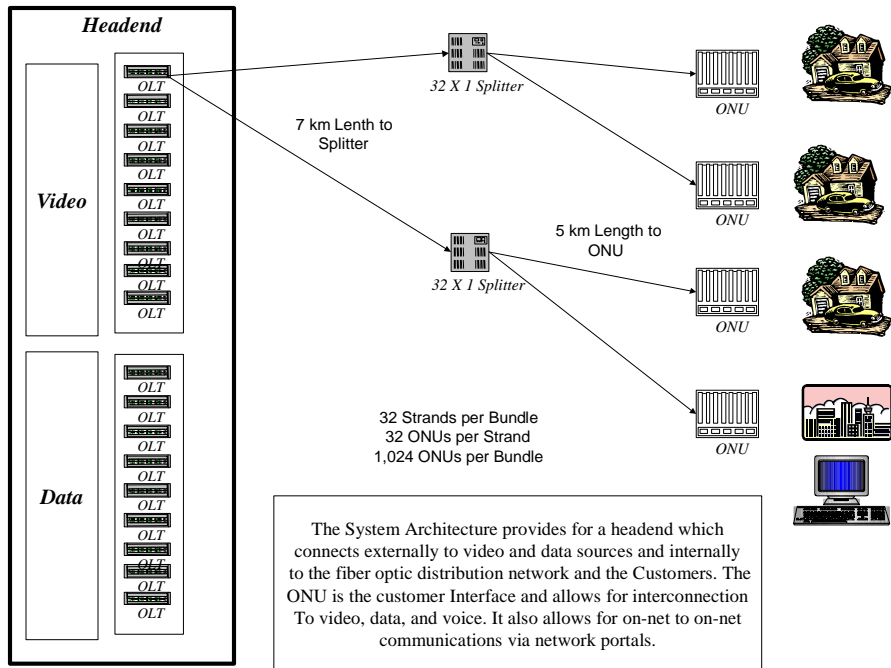 Headend
Video
OLT
OLT
OLT
OLT
OLT
OLT
OLT
OLT
OLT
Data
OLT
OLT
OLT
OLT
OLT
OLT
OLT
OLT
OLT
32 X 1 Splitter
7 km Lenth to
Splitter
32 X 1 Splitter
5 km Length to
ONU
ONU
ONU
ONU
ONU
32 Strands per Bundle
32 ONUs per Strand
1,024 ONUs per Bundle
The System Architecture provides for a headend which
connects externally to video and data sources and internally
to the fiber optic distribution network and the Customers. The
ONU is the customer Interface and allows for interconnection
To video, data, and voice. It also allows for on-net to on-net
communications via network portals.